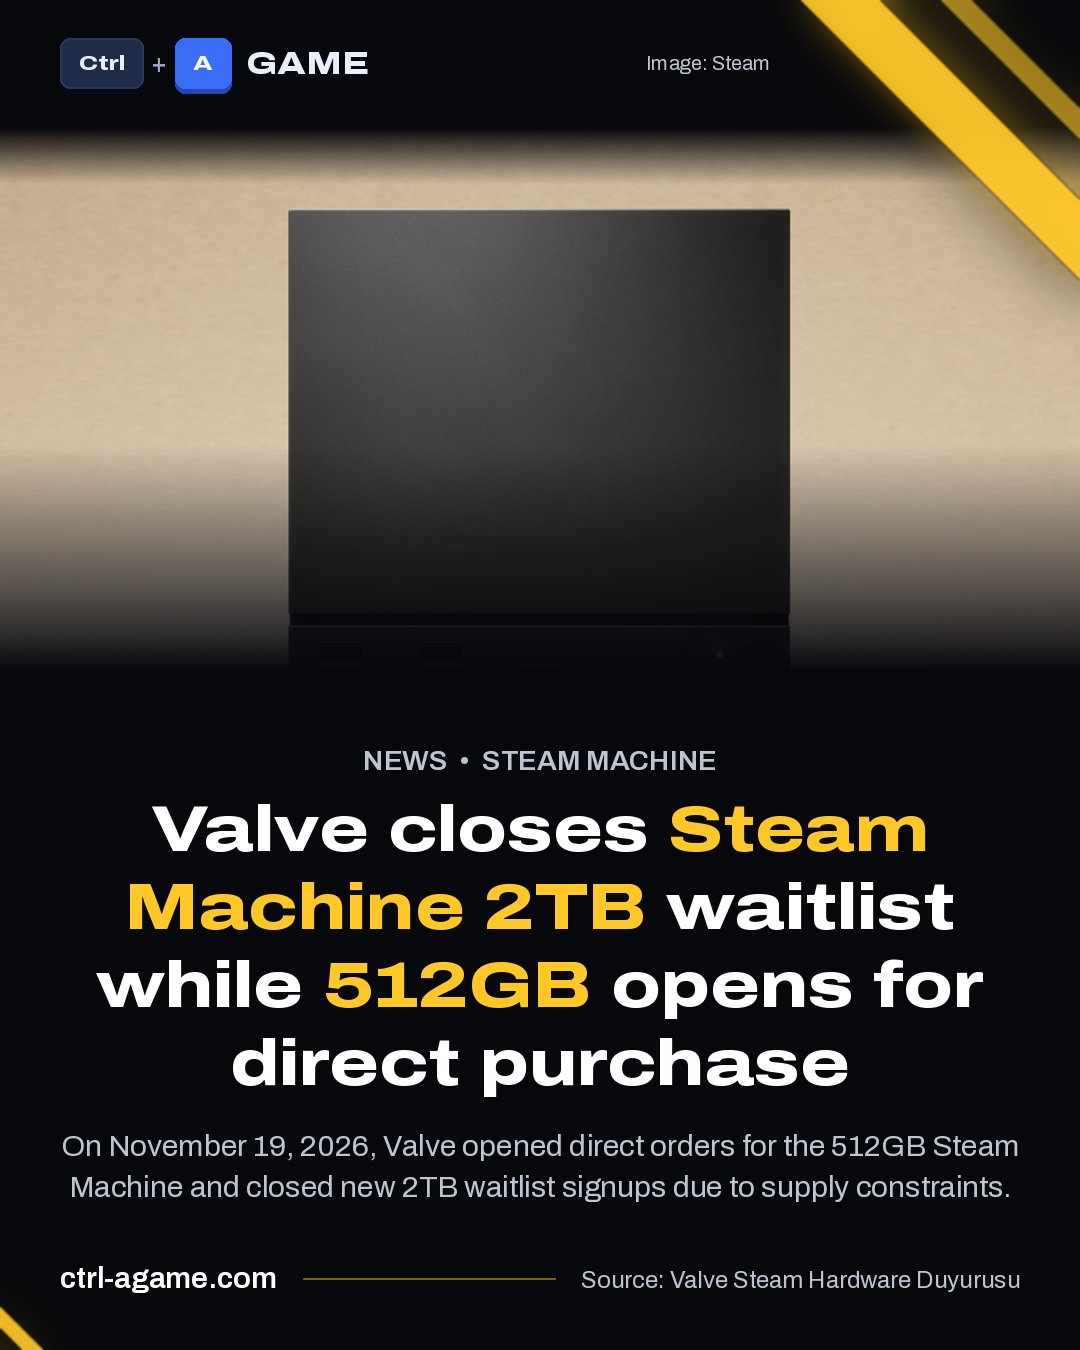 Ctrl + A GAME
Image: Steam
NEWS • STEAM MACHINE
Valve closes Steam
Machine 2TB waitlist
while 512GB opens for
direct purchase
On November 19, 2026, Valve opened direct orders for the 512GB Steam
Machine and closed new 2TB waitlist signups due to supply constraints.
ctrl-agame.com
Source: Valve Steam Hardware Duyurusu